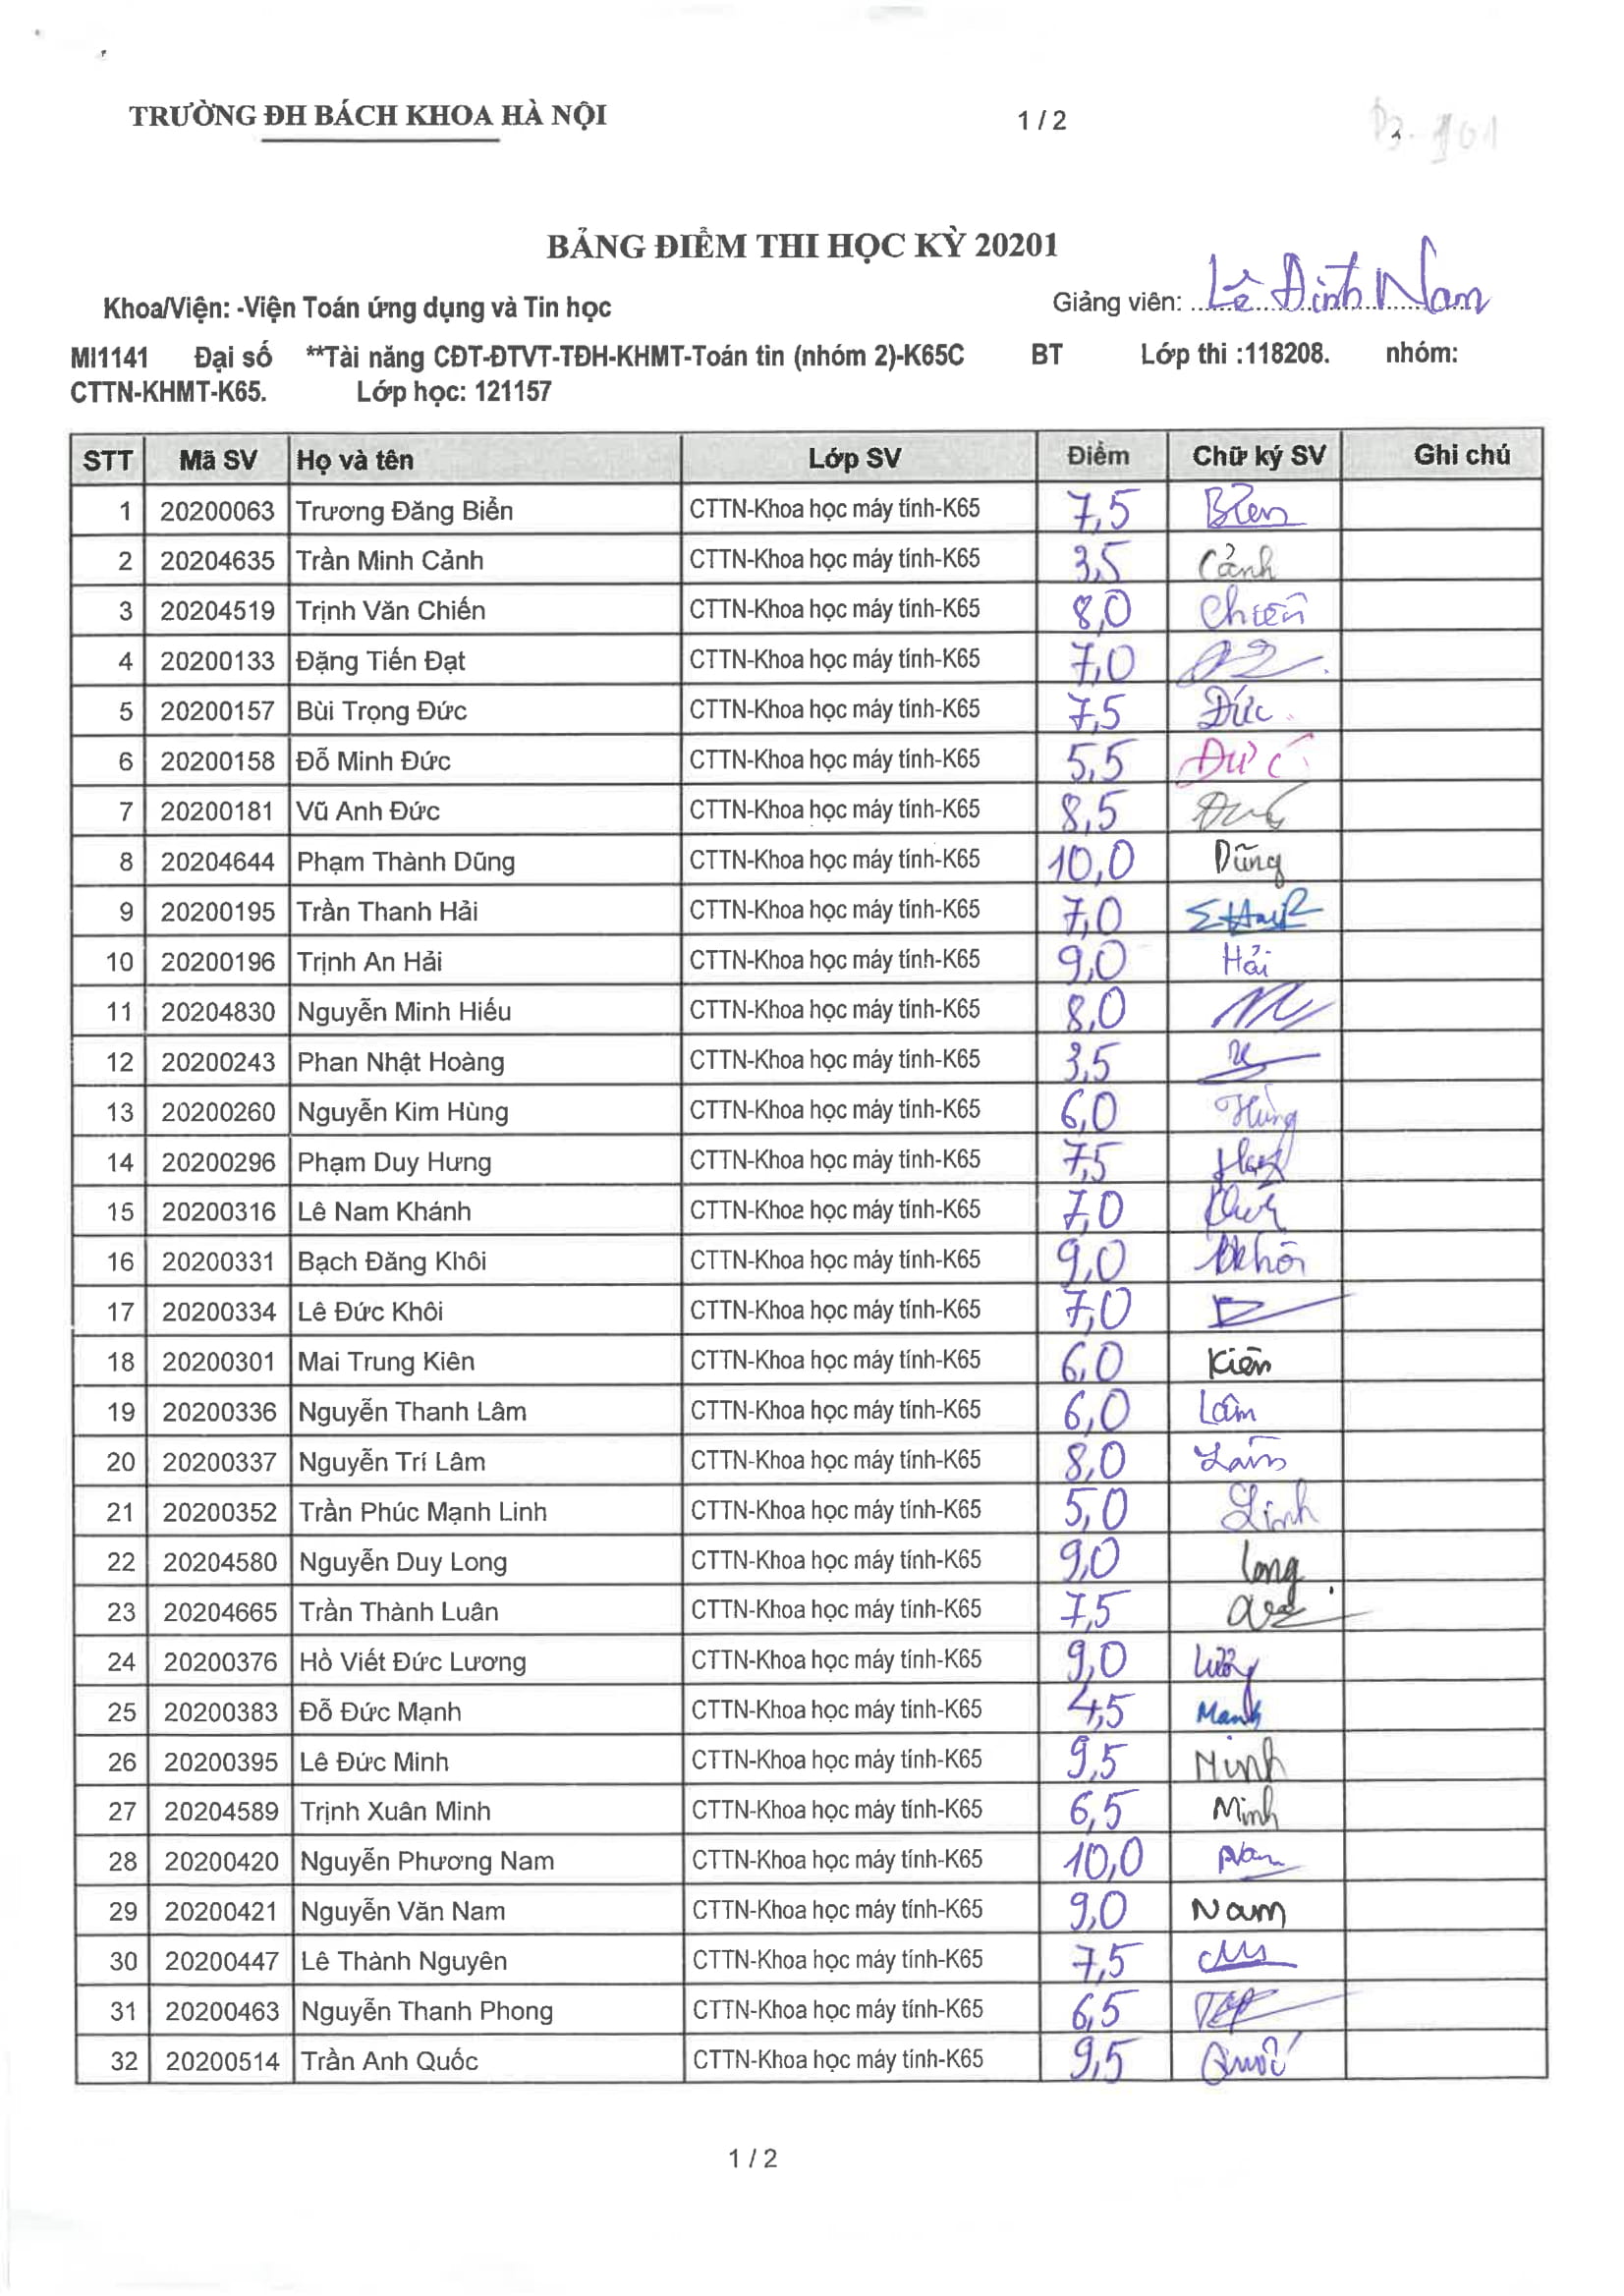 TRƯỜNG ĐH BÁCH KHOA HÀ NỘI 1 / 2
BẢNG ĐIỂM THI HỌC KỲ 20201
Khoa/Viện: -Viện Toán ứng dụng và Tin học Giảng viên: Lê Đình Nam
MI1141 Đại số **Tài năng CĐT-ĐTVT-TĐH-KHMT-Toán tin (nhóm 2)-K65C BT Lớp thi :118208. nhóm:
CTTN-KHMT-K65. Lớp học: 121157
STT Mã SV Họ và tên Lớp SV Điểm Chữ ký SV Ghi chú
1 20200063 Trương Đăng Biển CTTN-Khoa học máy tính-K65 7,5
2 20204635 Trần Minh Cảnh CTTN-Khoa học máy tính-K65 3,5 Cảnh
3 20204519 Trịnh Văn Chiến CTTN-Khoa học máy tính-K65 8,0 Chiến
4 20200133 Đặng Tiến Đạt CTTN-Khoa học máy tính-K65 7,0
5 20200157 Bùi Trọng Đức CTTN-Khoa học máy tính-K65 7,5 Đức
6 20200158 Đỗ Minh Đức CTTN-Khoa học máy tính-K65 5,5 Đức
7 20200181 Vũ Anh Đức CTTN-Khoa học máy tính-K65 8,5
8 20204644 Phạm Thành Dũng CTTN-Khoa học máy tính-K65 10,0 Dũng
9 20200195 Trần Thanh Hải CTTN-Khoa học máy tính-K65 7,0
10 20200196 Trịnh An Hải CTTN-Khoa học máy tính-K65 9,0 Hải
11 20204830 Nguyễn Minh Hiếu CTTN-Khoa học máy tính-K65 8,0
12 20200243 Phan Nhật Hoàng CTTN-Khoa học máy tính-K65 3,5
13 20200260 Nguyễn Kim Hùng CTTN-Khoa học máy tính-K65 6,0 Hùng
14 20200296 Phạm Duy Hưng CTTN-Khoa học máy tính-K65 7,5
15 20200316 Lê Nam Khánh CTTN-Khoa học máy tính-K65 7,0
16 20200331 Bạch Đăng Khôi CTTN-Khoa học máy tính-K65 9,0
17 20200334 Lê Đức Khôi CTTN-Khoa học máy tính-K65 7,0
18 20200301 Mai Trung Kiên CTTN-Khoa học máy tính-K65 6,0 Kiên
19 20200336 Nguyễn Thanh Lâm CTTN-Khoa học máy tính-K65 6,0 Lâm
20 20200337 Nguyễn Trí Lâm CTTN-Khoa học máy tính-K65 8,0 Lâm
21 20200352 Trần Phúc Mạnh Linh CTTN-Khoa học máy tính-K65 5,0 Linh
22 20204580 Nguyễn Duy Long CTTN-Khoa học máy tính-K65 9,0 Long
23 20204665 Trần Thành Luân CTTN-Khoa học máy tính-K65 7,5
24 20200376 Hồ Viết Đức Lương CTTN-Khoa học máy tính-K65 9,0
25 20200383 Đỗ Đức Mạnh CTTN-Khoa học máy tính-K65 4,5 Mạnh
26 20200395 Lê Đức Minh CTTN-Khoa học máy tính-K65 9,5 Minh
27 20204589 Trịnh Xuân Minh CTTN-Khoa học máy tính-K65 6,5 Minh
28 20200420 Nguyễn Phương Nam CTTN-Khoa học máy tính-K65 10,0 Nam
29 20200421 Nguyễn Văn Nam CTTN-Khoa học máy tính-K65 9,0 Nam
30 20200447 Lê Thành Nguyên CTTN-Khoa học máy tính-K65 7,5
31 20200463 Nguyễn Thanh Phong CTTN-Khoa học máy tính-K65 6,5
32 20200514 Trần Anh Quốc CTTN-Khoa học máy tính-K65 9,5 Quốc
1 / 2